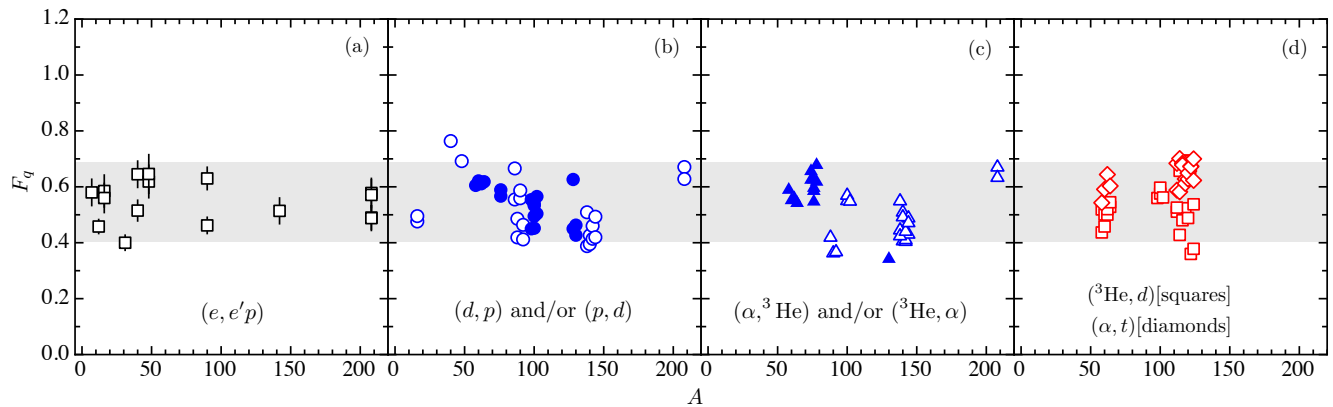 1.2
1.0
0.8
0.6
0.4
0.2
0.0
F_q
(a)
(b)
(c)
(d)
(e, e′p)
(d, p) and/or (p, d)
(α,³ He) and/or (³He, α)
(³He, d)[squares]
(α, t)[diamonds]
0 50 100 150 200
0 50 100 150 200
0 50 100 150 200
0 50 100 150 200
A